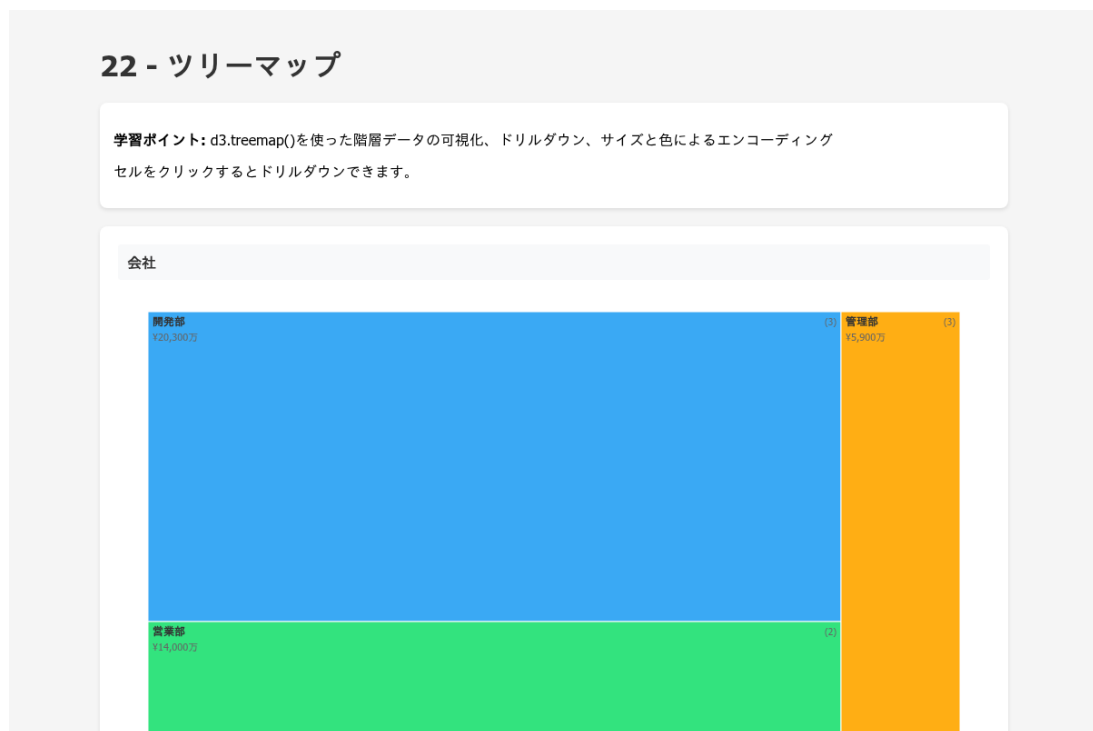 22 - ツリーマップ
学習ポイント: d3.treemap()を使った階層データの可視化、ドリルダウン、サイズと色によるエンコーディング
セルをクリックするとドリルダウンできます。
会社
開発部 (3)
¥20,300万
管理部 (3)
¥5,900万
営業部 (2)
¥14,000万